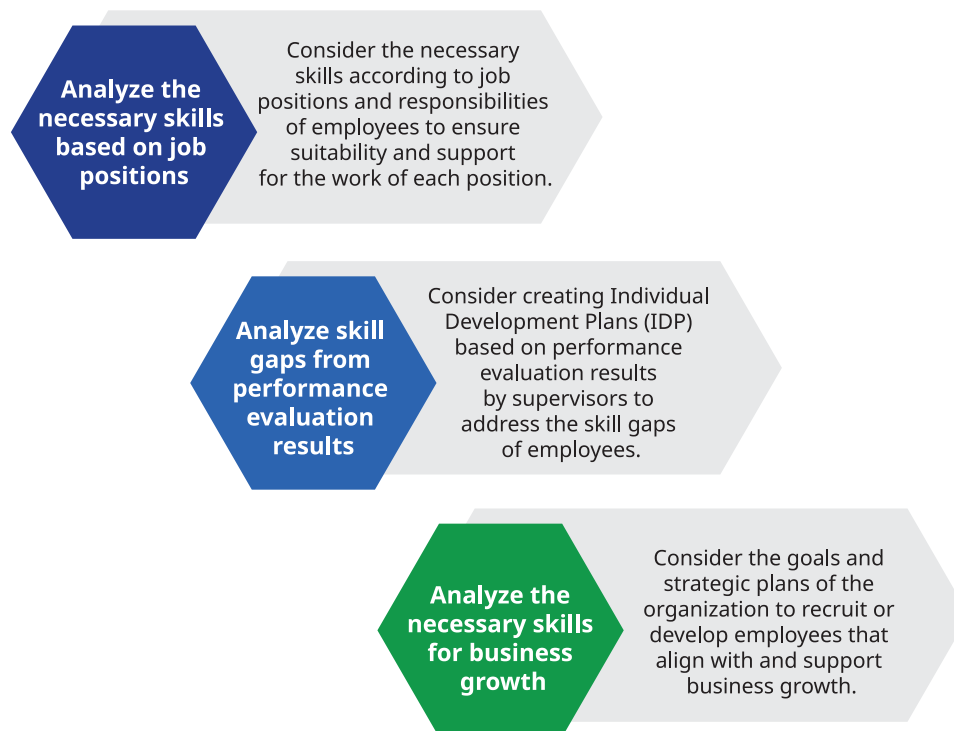 Analyze the
necessary skills
based on job
positions
Consider the necessary
skills according to job
positions and responsibilities
of employees to ensure
suitability and support
for the work of each position.
Analyze skill
gaps from
performance
evaluation
results
Consider creating Individual
Development Plans (IDP)
based on performance
evaluation results
by supervisors to
address the skill gaps
of employees.
Analyze the
necessary skills
for business
growth
Consider the goals and
strategic plans of the
organization to recruit or
develop employees that
align with and support
business growth.